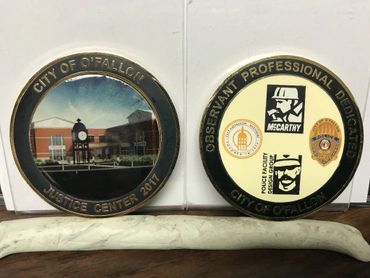 CITY OF O'FALLON
JUSTICE CENTER 2017
OBSERVANT PROFESSIONAL DEDICATED
McCARTHY
POLICE FACILITY
DESIGN GROUP
CITY OF O'FALLON